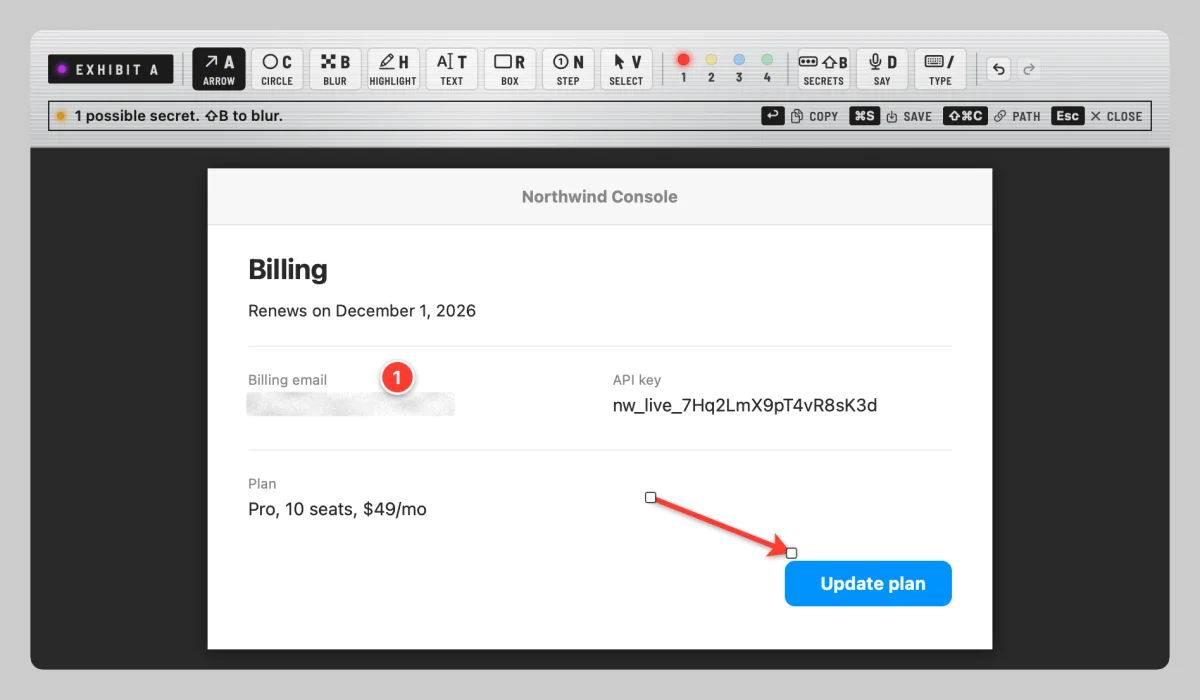 EXHIBIT A
A
ARROW
C
CIRCLE
B
BLUR
H
HIGHLIGHT
T
TEXT
R
BOX
N
STEP
V
SELECT
1
2
3
4
⇧B
SECRETS
D
SAY
/
TYPE
1 possible secret. ⇧B to blur.
↩ COPY
⌘S SAVE
⇧⌘C PATH
Esc × CLOSE
Northwind Console
Billing
Renews on December 1, 2026
Billing email
1
API key
nw_live_7Hq2LmX9pT4vR8sK3d
Plan
Pro, 10 seats, $49/mo
Update plan